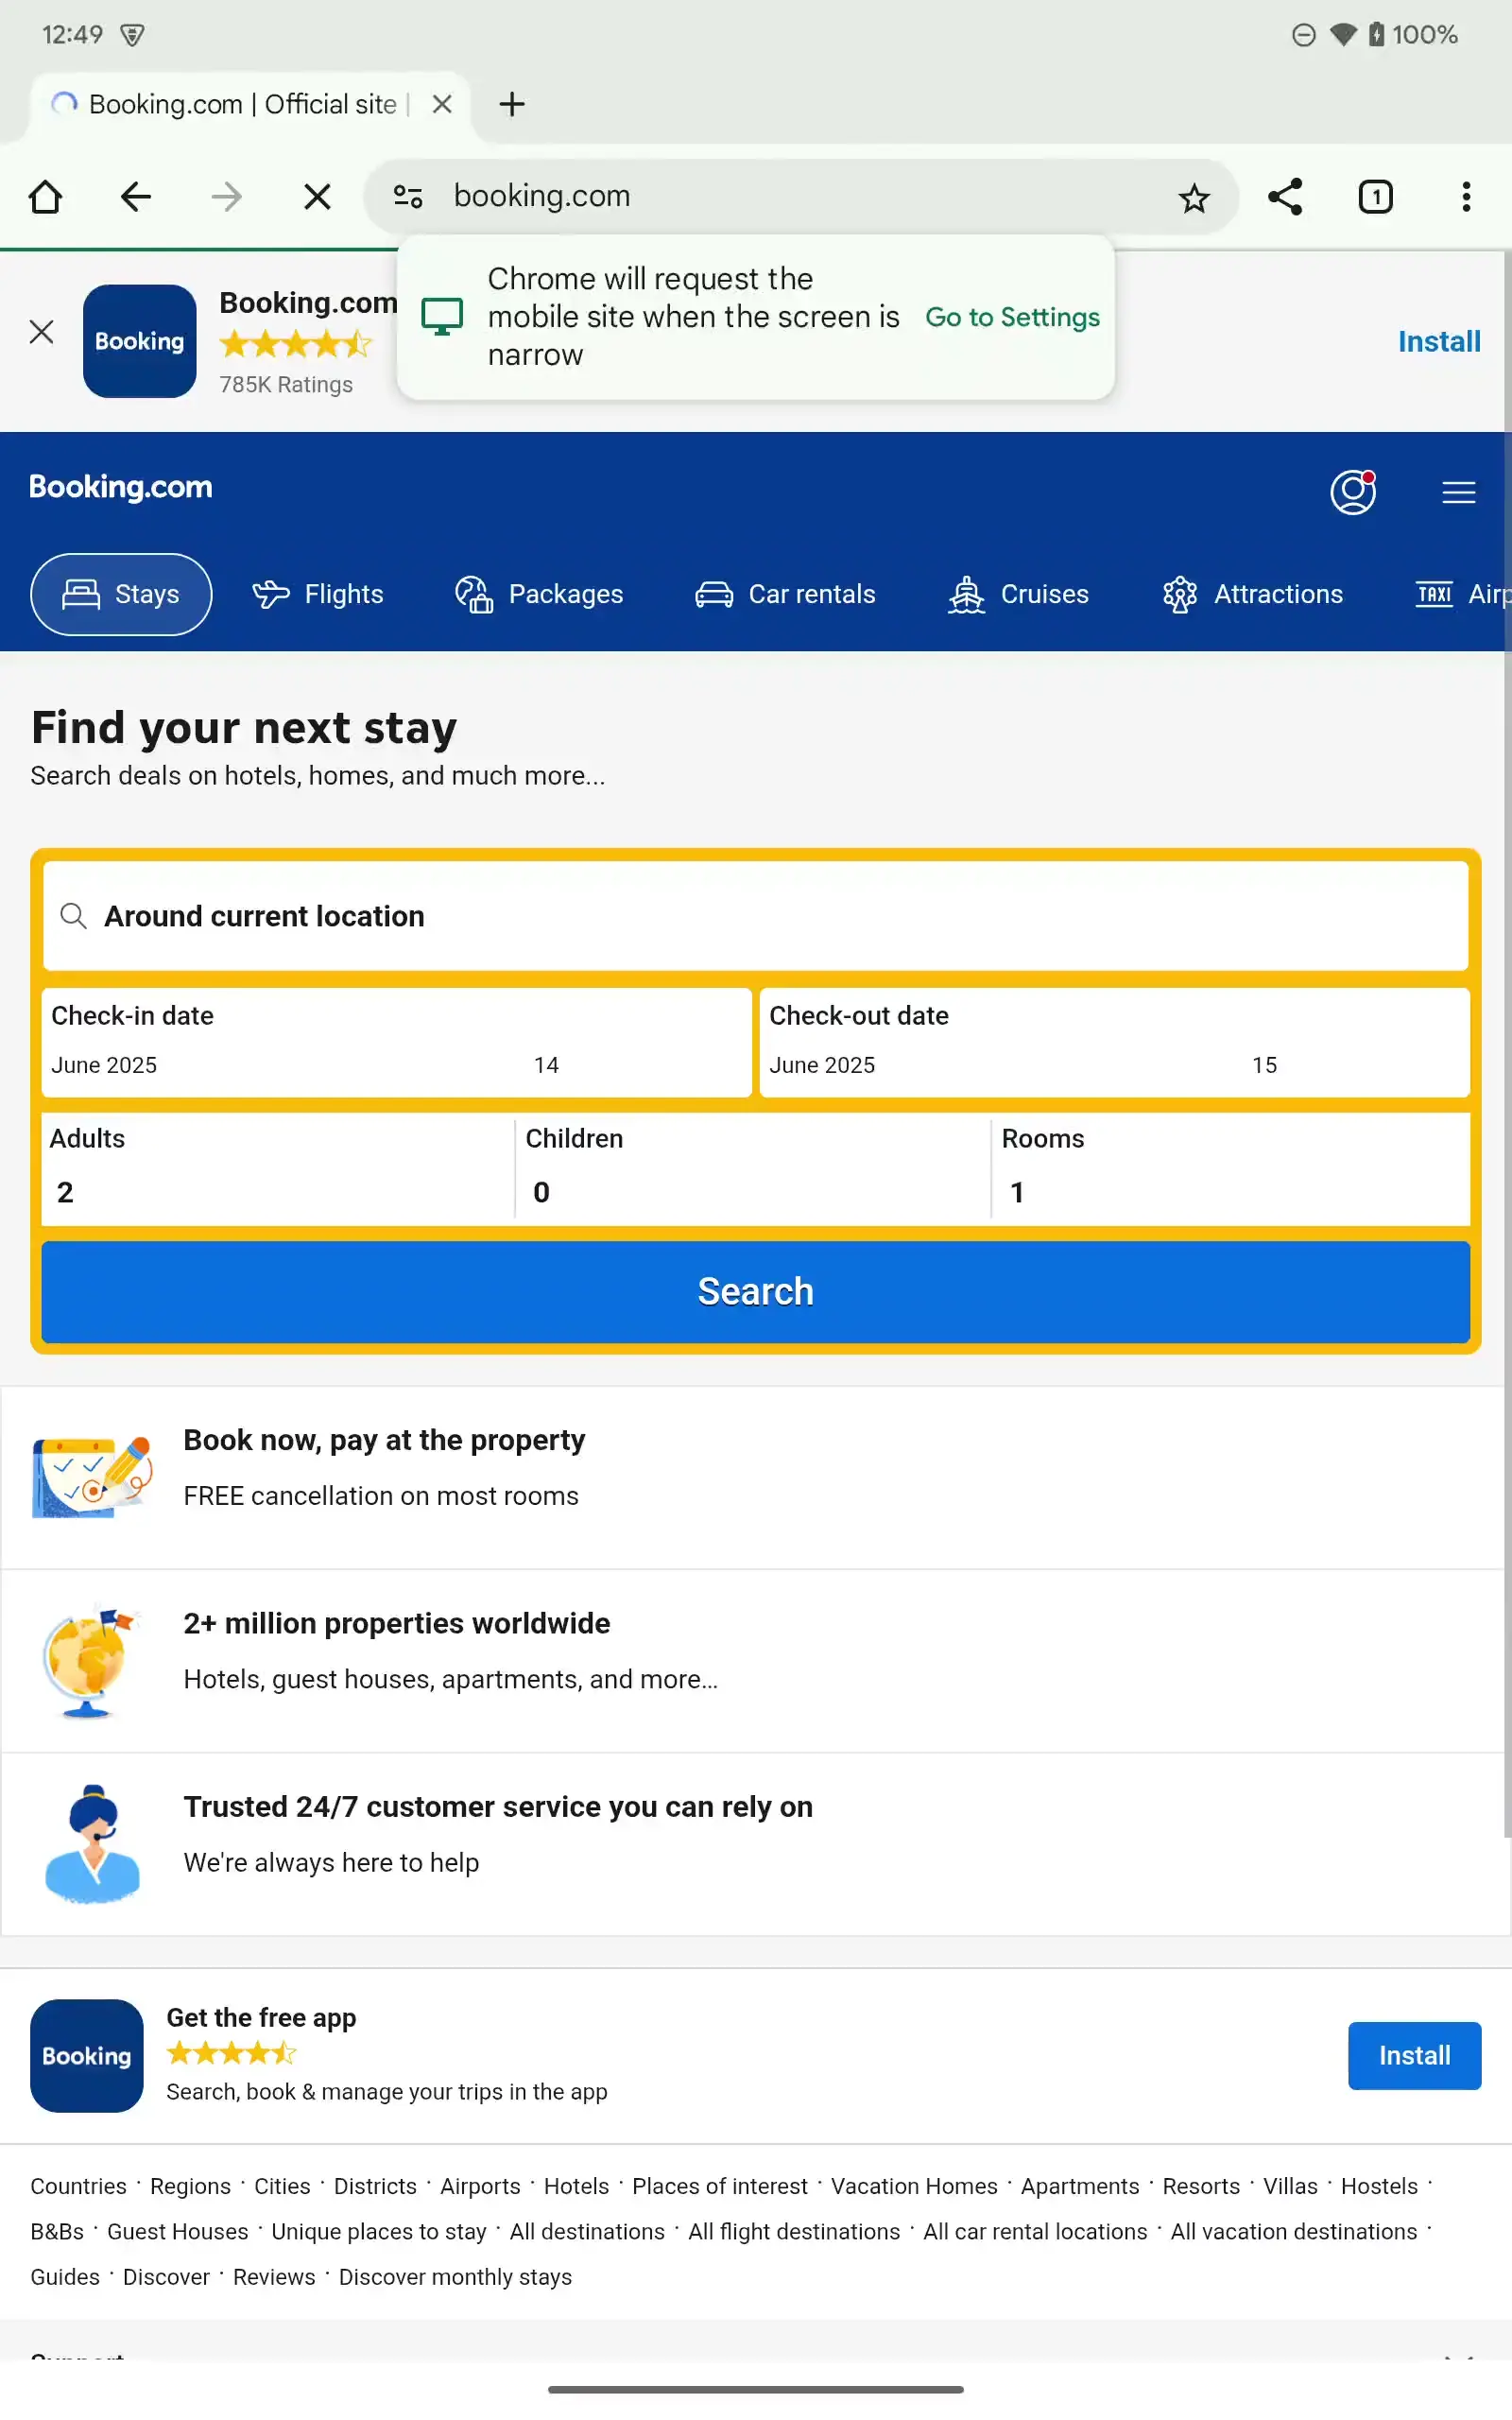 12:49
100%
Booking.com | Official site |
booking.com
1
Chrome will request the
mobile site when the screen is
narrow
Go to Settings
Booking
Booking.com
785K Ratings
Install
Booking.com
Stays
Flights
Packages
Car rentals
Cruises
Attractions
TAXI
Airp
Find your next stay
Search deals on hotels, homes, and much more...
Around current location
Check-in date
June 2025 14
Check-out date
June 2025 15
Adults
2
Children
0
Rooms
1
Search
Book now, pay at the property
FREE cancellation on most rooms
2+ million properties worldwide
Hotels, guest houses, apartments, and more…
Trusted 24/7 customer service you can rely on
We're always here to help
Booking
Get the free app
Search, book & manage your trips in the app
Install
Countries · Regions · Cities · Districts · Airports · Hotels · Places of interest · Vacation Homes · Apartments · Resorts · Villas · Hostels ·
B&Bs · Guest Houses · Unique places to stay · All destinations · All flight destinations · All car rental locations · All vacation destinations ·
Guides · Discover · Reviews · Discover monthly stays